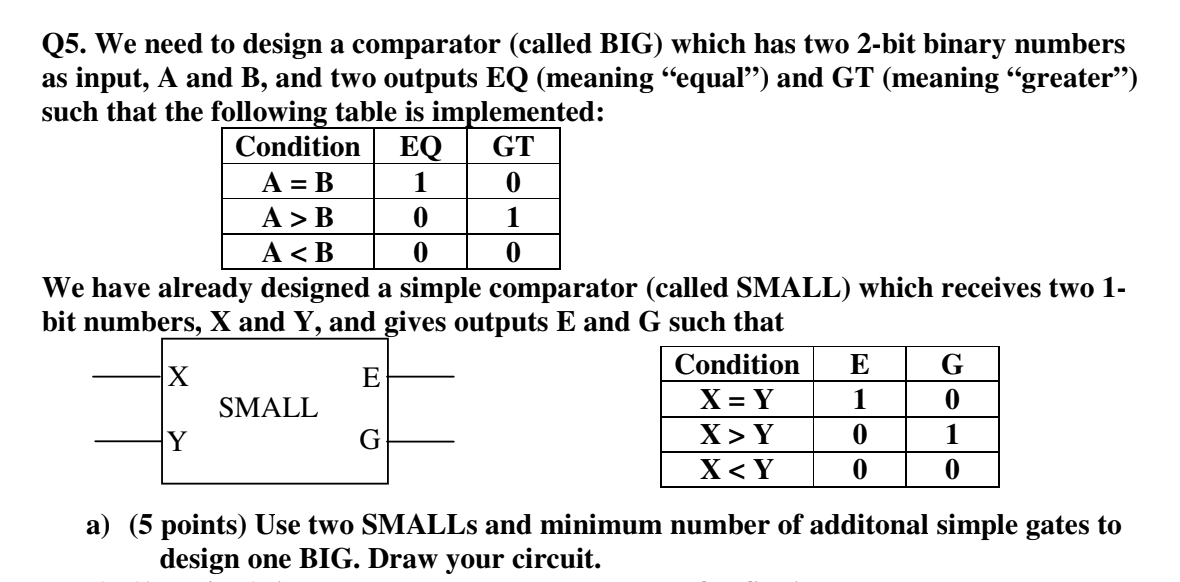 Q5. We need to design a comparator (called BIG) which has two 2-bit binary numbers
as input, A and B, and two outputs EQ (meaning “equal”) and GT (meaning “greater”)
such that the following table is implemented:
Condition EQ GT
A = B 1 0
A > B 0 1
A < B 0 0
We have already designed a simple comparator (called SMALL) which receives two 1-
bit numbers, X and Y, and gives outputs E and G such that
X E
SMALL
Y G
Condition E G
X = Y 1 0
X > Y 0 1
X < Y 0 0
a) (5 points) Use two SMALLs and minimum number of additonal simple gates to
design one BIG. Draw your circuit.